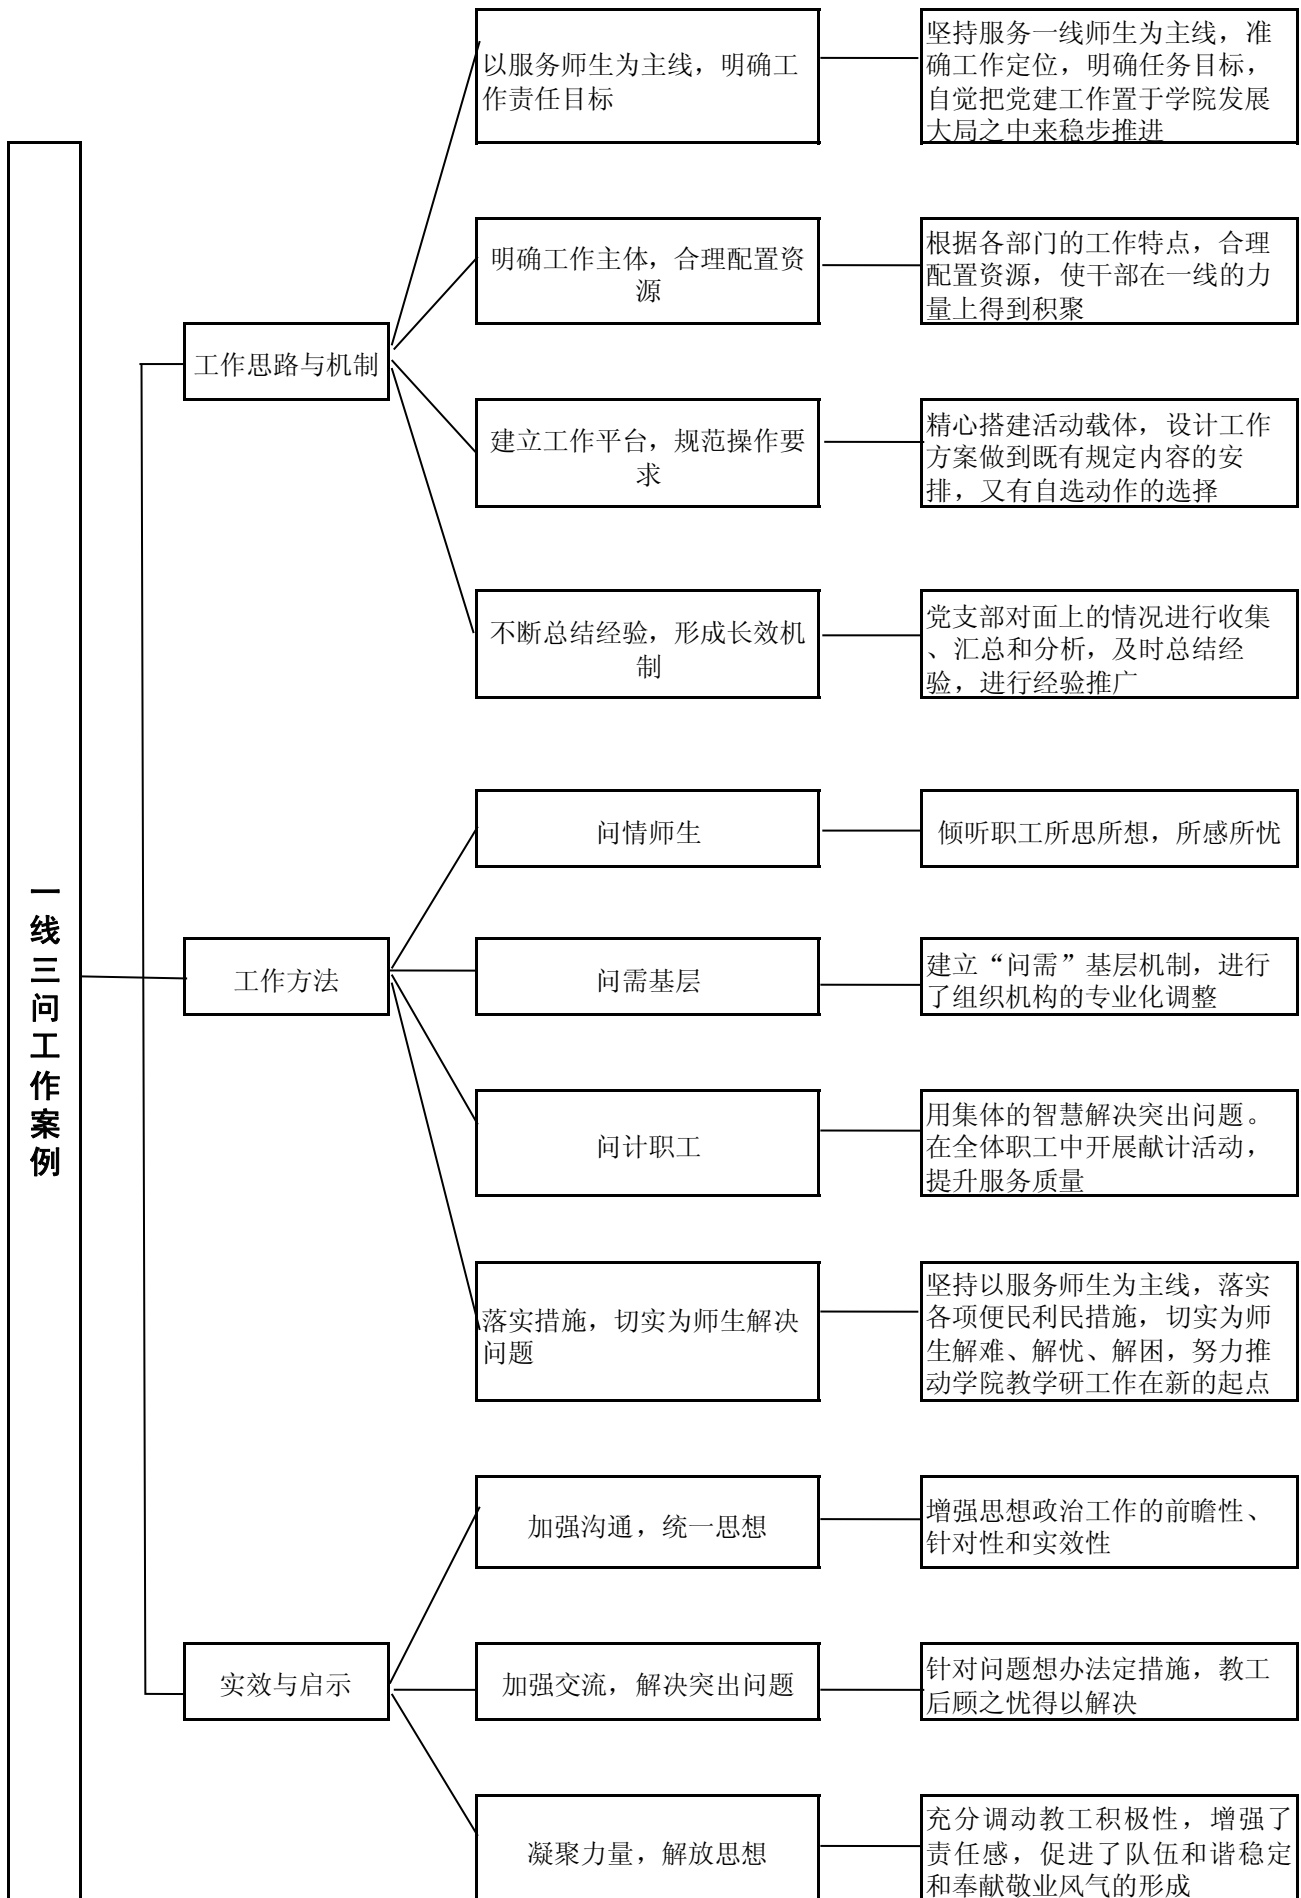 一线三问工作案例
工作思路与机制
以服务师生为主线，明确工
作责任目标
坚持服务一线师生为主线，准
确工作定位，明确任务目标，
自觉把党建工作置于学院发展
大局之中来稳步推进
明确工作主体，合理配置资
源
根据各部门的工作特点，合理
配置资源，使干部在一线的力
量上得到积聚
建立工作平台，规范操作要
求
精心搭建活动载体，设计工作
方案做到既有规定内容的安
排，又有自选动作的选择
不断总结经验，形成长效机
制
党支部对面上的情况进行收集
、汇总和分析，及时总结经
验，进行经验推广
工作方法
问情师生
倾听职工所思所想，所感所忧
问需基层
建立“问需”基层机制，进行
了组织机构的专业化调整
问计职工
用集体的智慧解决突出问题。
在全体职工中开展献计活动，
提升服务质量
落实措施，切实为师生解决
问题
坚持以服务师生为主线，落实
各项便民利民措施，切实为师
生解难、解忧、解困，努力推
动学院教学研工作在新的起点
实效与启示
加强沟通，统一思想
增强思想政治工作的前瞻性、
针对性和实效性
加强交流，解决突出问题
针对问题想办法定措施，教工
后顾之忧得以解决
凝聚力量，解放思想
充分调动教工积极性，增强了
责任感，促进了队伍和谐稳定
和奉献敬业风气的形成